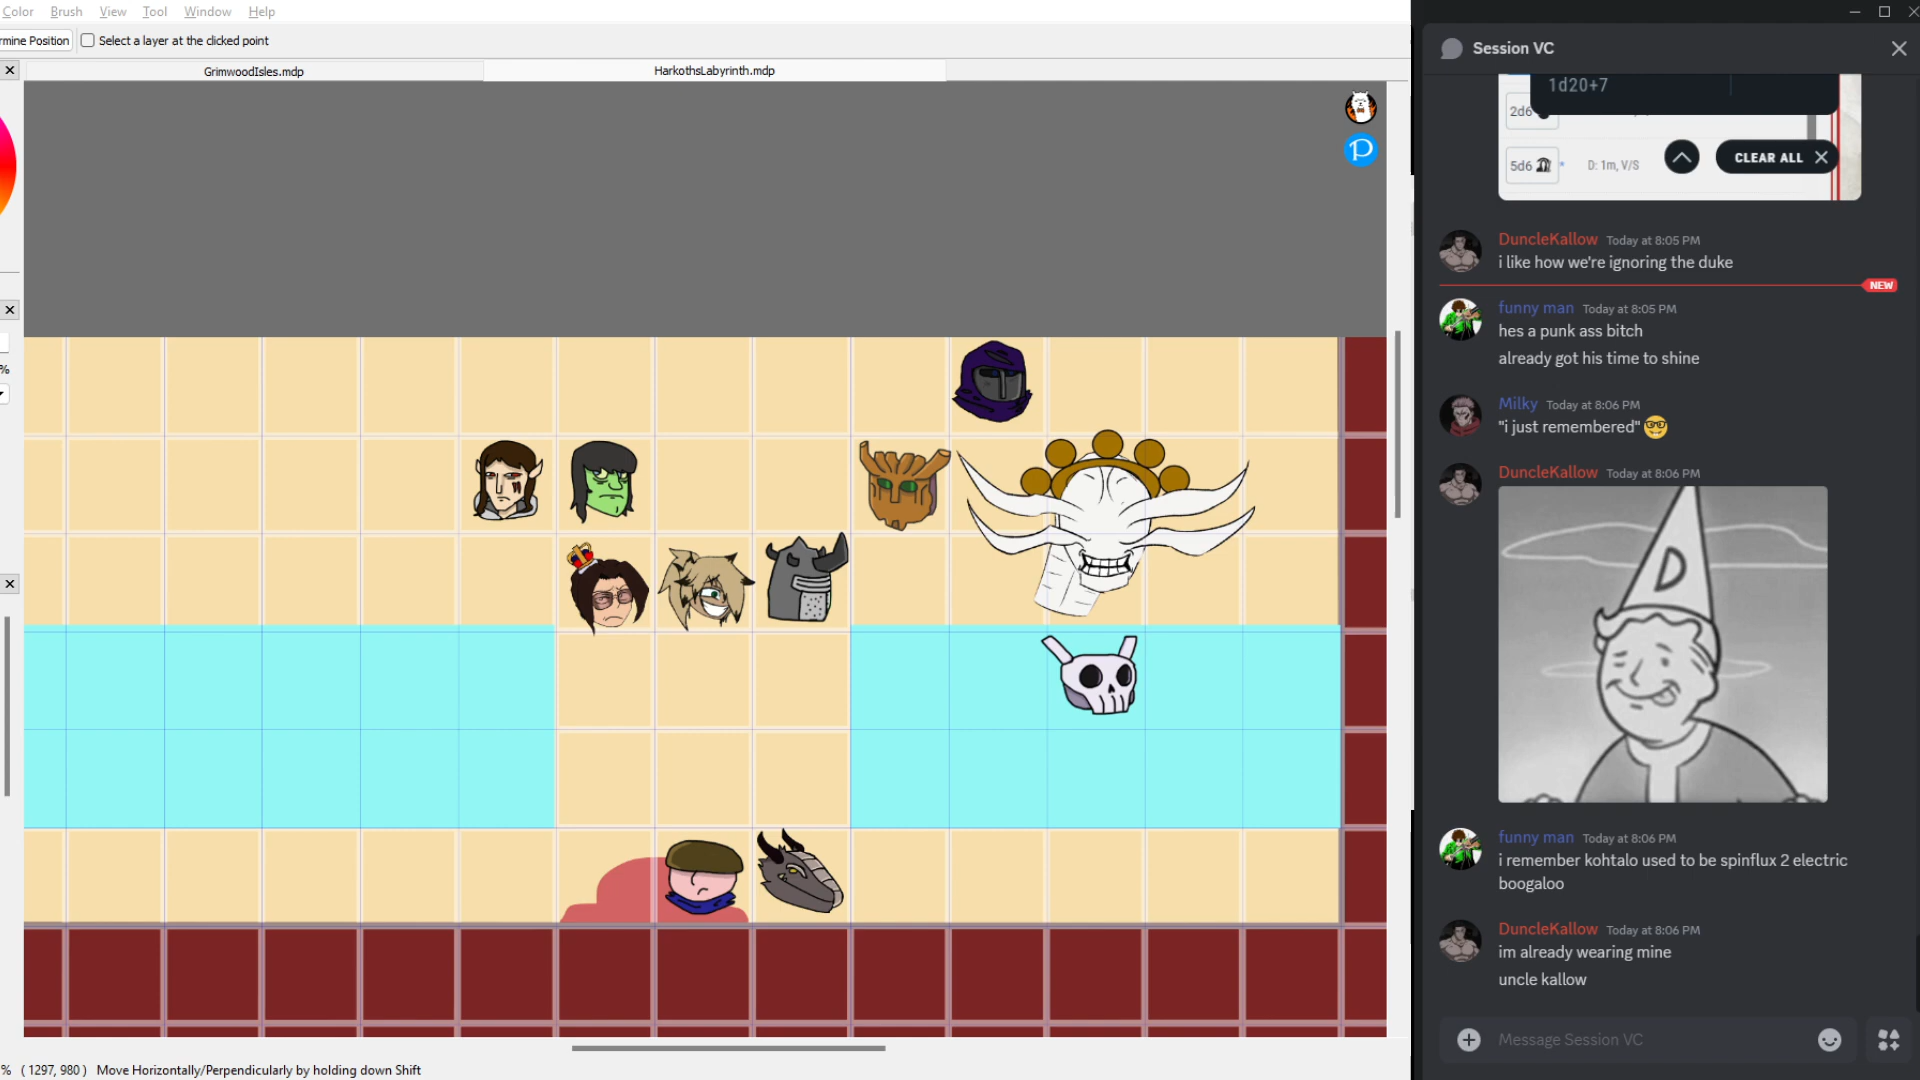 Color Brush View Tool Window Help
rmine Position Select a layer at the clicked point
GrimwoodIsles.mdp HarkothsLabyrinth.mdp
%
% ( 1297, 980 ) Move Horizontally/Perpendicularly by holding down Shift
Session VC
1d20+7
2d6
5d6 D: 1m, V/S CLEAR ALL
DuncleKallow Today at 8:05 PM
i like how we're ignoring the duke
NEW
funny man Today at 8:05 PM
hes a punk ass bitch
already got his time to shine
Milky Today at 8:06 PM
"i just remembered" 🤓
DuncleKallow Today at 8:06 PM
D
funny man Today at 8:06 PM
i remember kohtalo used to be spinflux 2 electric
boogaloo
DuncleKallow Today at 8:06 PM
im already wearing mine
uncle kallow
Message Session VC